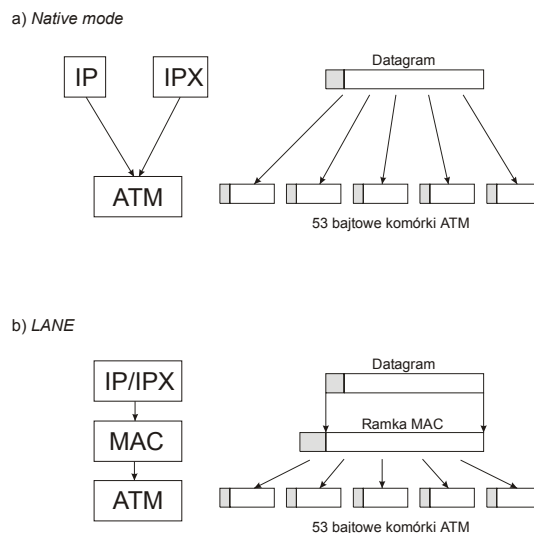 a) Native mode
IP
IPX
Datagram
ATM
53 bajtowe komórki ATM
b) LANE
IP/IPX
Datagram
MAC
Ramka MAC
ATM
53 bajtowe komórki ATM